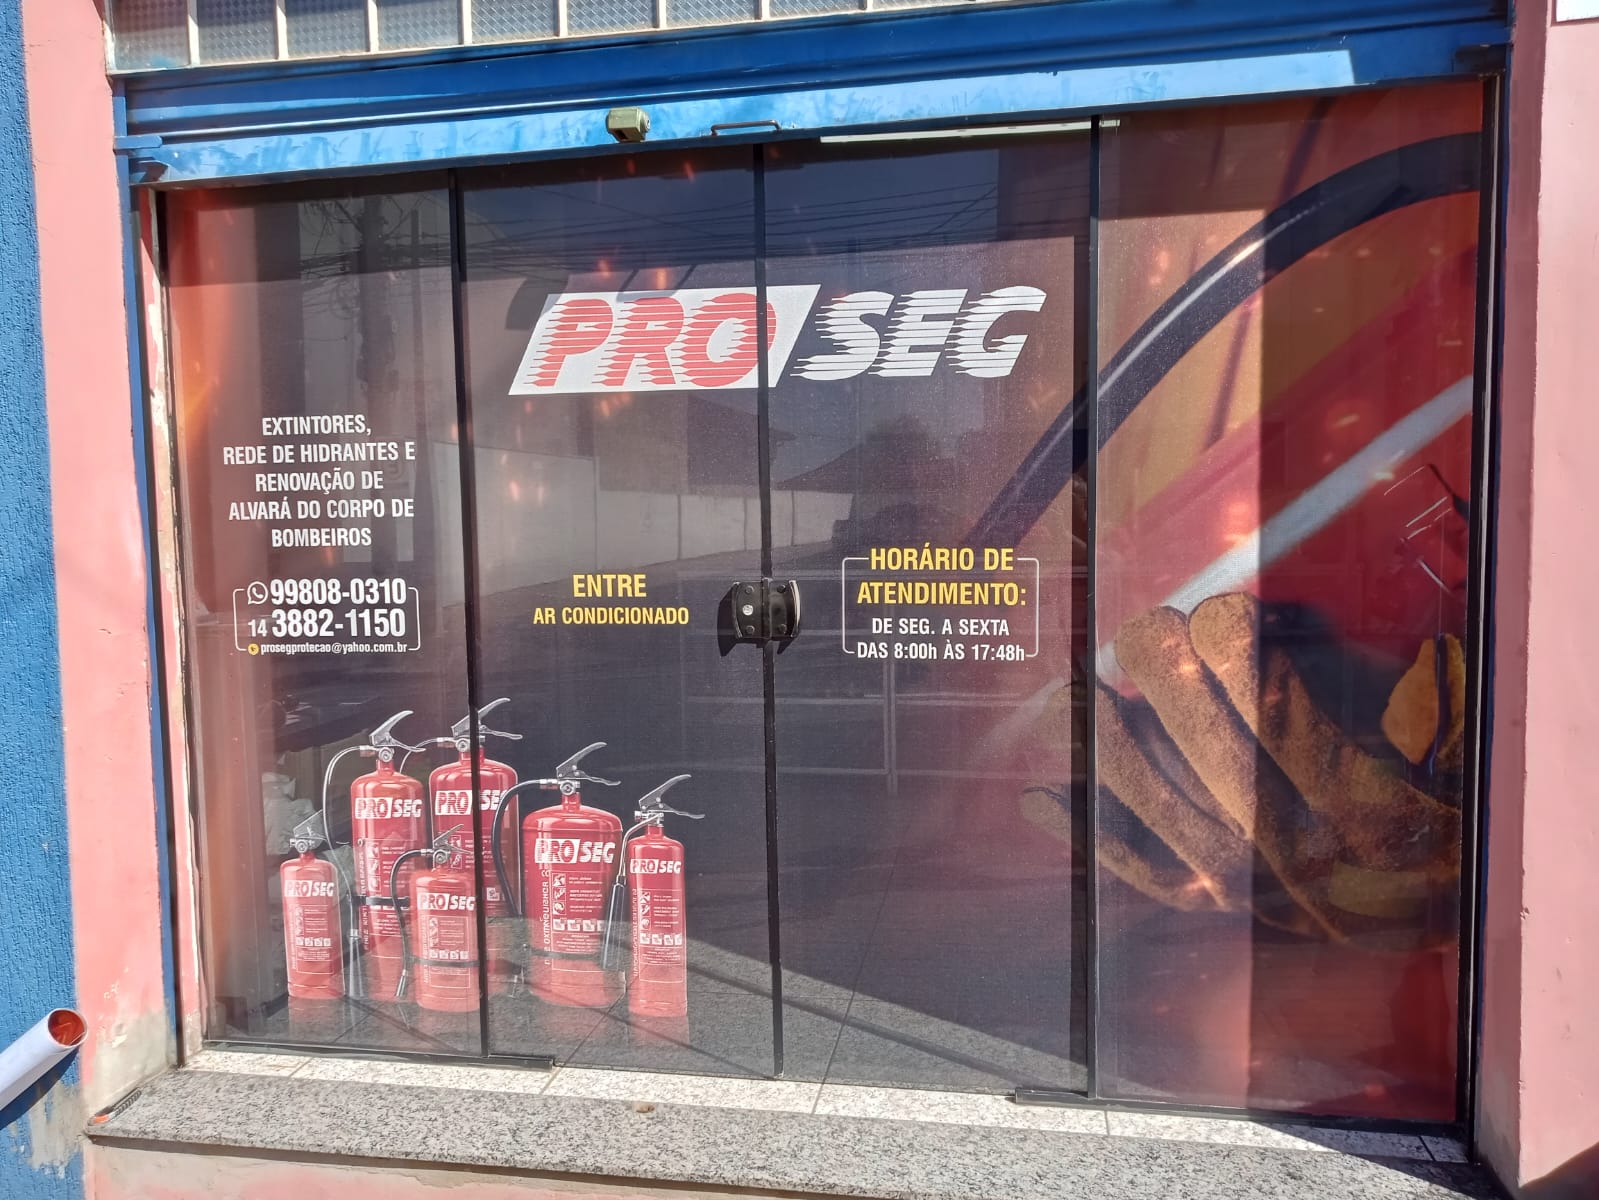 PRO SEG
EXTINTORES,
REDE DE HIDRANTES E
RENOVAÇÃO DE
ALVARÁ DO CORPO DE
BOMBEIROS
99808-0310
14 3882-1150
prosegprotecao@yahoo.com.br
ENTRE
AR CONDICIONADO
HORÁRIO DE
ATENDIMENTO:
DE SEG. A SEXTA
DAS 8:00h ÀS 17:48h
PRO SEG
PRO SEG
PRO SEG
PRO SEG
PRO SEG
PRO SEG